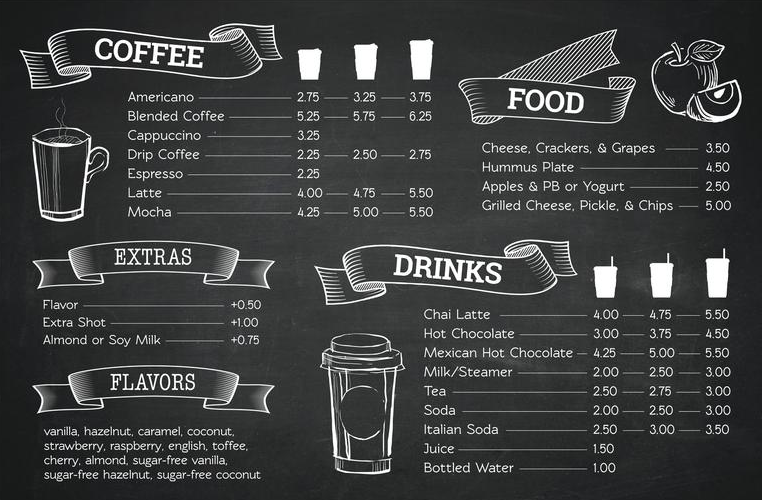 COFFEE
Americano 2.75 3.25 3.75
Blended Coffee 5.25 5.75 6.25
Cappuccino 3.25
Drip Coffee 2.25 2.50 2.75
Espresso 2.25
Latte 4.00 4.75 5.50
Mocha 4.25 5.00 5.50
FOOD
Cheese, Crackers, & Grapes 3.50
Hummus Plate 4.50
Apples & PB or Yogurt 2.50
Grilled Cheese, Pickle, & Chips 5.00
EXTRAS
Flavor +0.50
Extra Shot +1.00
Almond or Soy Milk +0.75
FLAVORS
vanilla, hazelnut, caramel, coconut,
strawberry, raspberry, english, toffee,
cherry, almond, sugar-free vanilla,
sugar-free hazelnut, sugar-free coconut
DRINKS
Chai Latte 4.00 4.75 5.50
Hot Chocolate 3.00 3.75 4.50
Mexican Hot Chocolate 4.25 5.00 5.50
Milk/Steamer 2.00 2.50 3.00
Tea 2.50 2.75 3.00
Soda 2.00 2.50 3.00
Italian Soda 2.50 3.00 3.50
Juice 1.50
Bottled Water 1.00